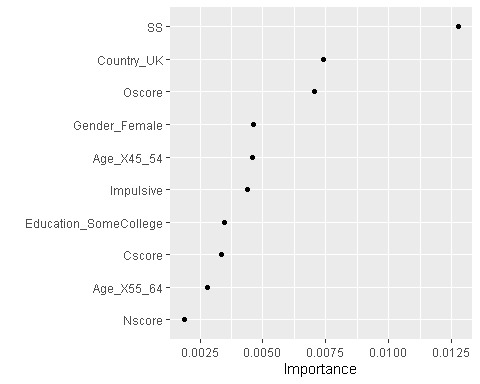 SS
Country_UK
Oscore
Gender_Female
Age_X45_54
Impulsive
Education_SomeCollege
Cscore
Age_X55_64
Nscore
0.0025 0.0050 0.0075 0.0100 0.0125
Importance